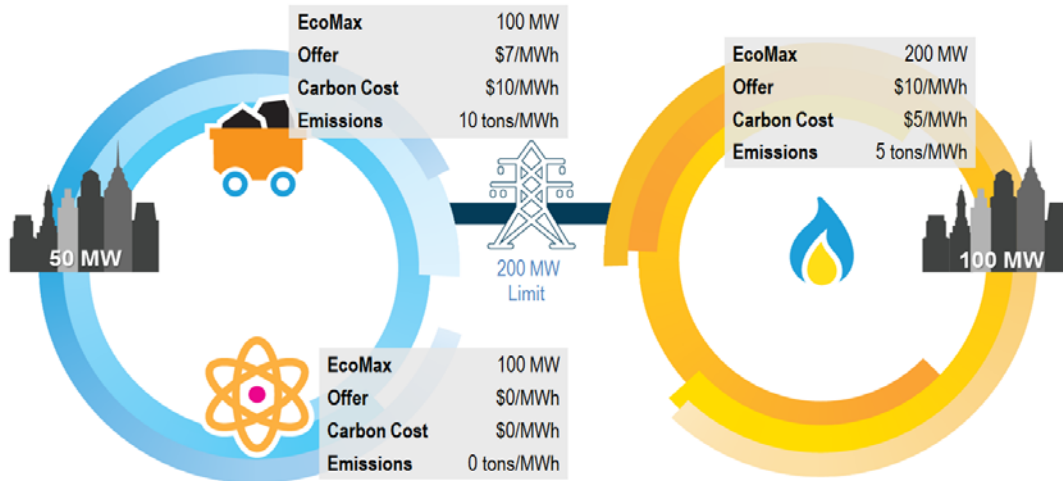 EcoMax 100 MW
Offer $7/MWh
Carbon Cost $10/MWh
Emissions 10 tons/MWh
EcoMax 200 MW
Offer $10/MWh
Carbon Cost $5/MWh
Emissions 5 tons/MWh
50 MW
200 MW
Limit
100 MW
EcoMax 100 MW
Offer $0/MWh
Carbon Cost $0/MWh
Emissions 0 tons/MWh